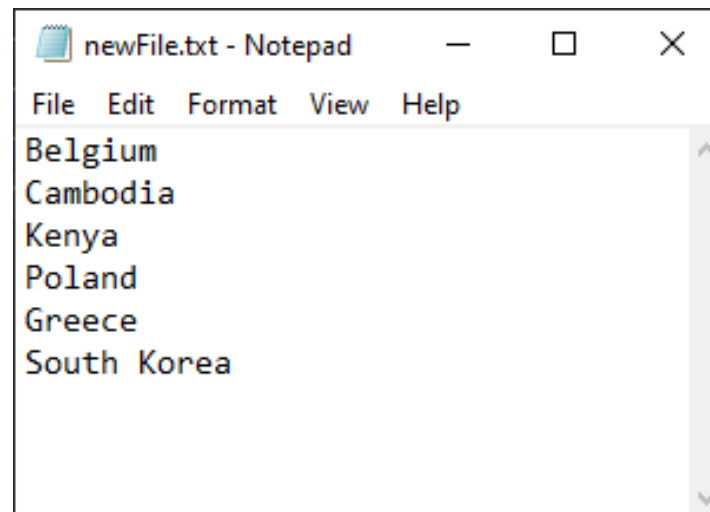 newFile.txt - Notepad
File Edit Format View Help
Belgium
Cambodia
Kenya
Poland
Greece
South Korea